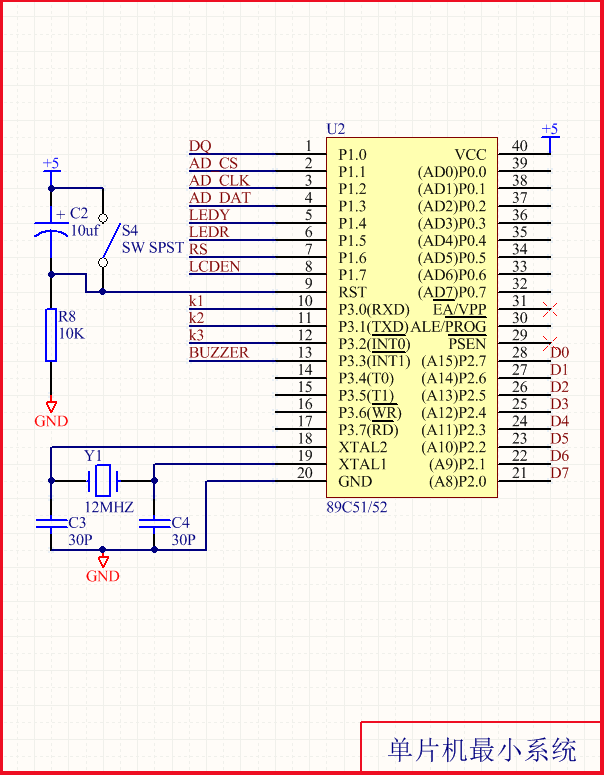 U2
+5
DQ 1 P1.0 VCC 40
AD CS 2 P1.1 (AD0)P0.0 39
AD CLK 3 P1.2 (AD1)P0.1 38
AD DAT 4 P1.3 (AD2)P0.2 37
LEDY 5 P1.4 (AD3)P0.3 36
LEDR 6 P1.5 (AD4)P0.4 35
RS 7 P1.6 (AD5)P0.5 34
LCDEN 8 P1.7 (AD6)P0.6 33
9 RST (AD7)P0.7 32
k1 10 P3.0(RXD) EA/VPP 31
k2 11 P3.1(TXD) ALE/PROG 30
k3 12 P3.2(INT0) PSEN 29
BUZZER 13 P3.3(INT1) (A15)P2.7 28 D0
14 P3.4(T0) (A14)P2.6 27 D1
15 P3.5(T1) (A13)P2.5 26 D2
16 P3.6(WR) (A12)P2.4 25 D3
17 P3.7(RD) (A11)P2.3 24 D4
18 XTAL2 (A10)P2.2 23 D5
19 XTAL1 (A9)P2.1 22 D6
20 GND (A8)P2.0 21 D7
89C51/52
+5
+ C2
10uf
S4
SW SPST
R8
10K
GND
Y1
12MHZ
C3
30P
C4
30P
GND
单片机最小系统